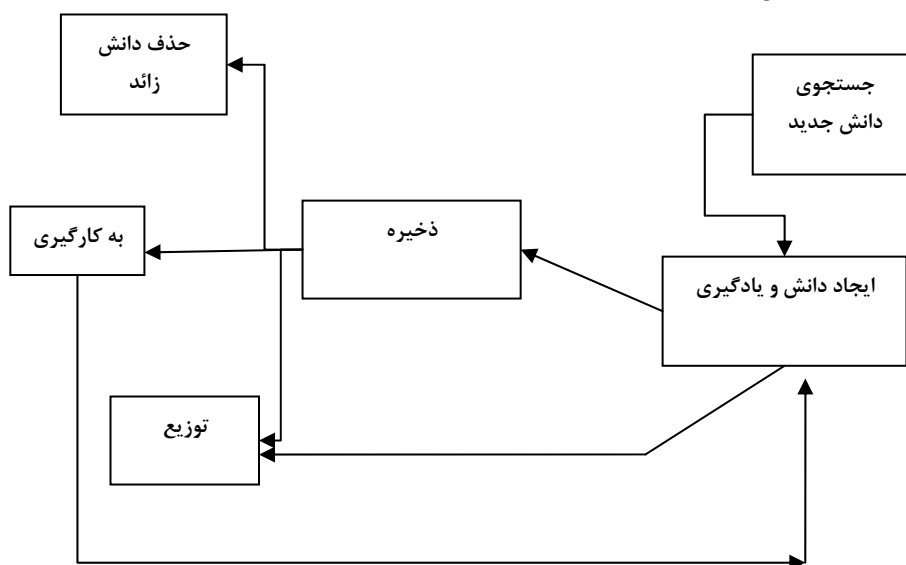 حذف دانش
زائد
جستجوی
دانش جدید
ذخیره
به کارگیری
ایجاد دانش و یادگیری
توزیع